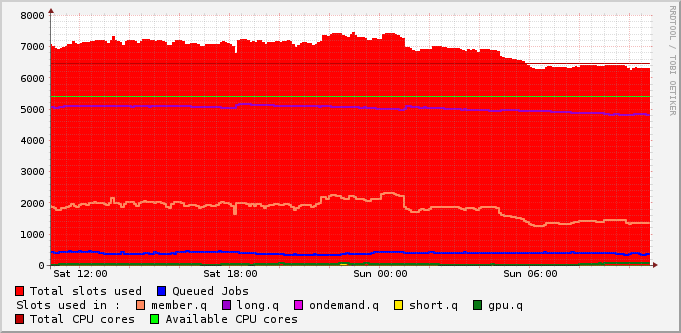 8000
7000
6000
5000
4000
3000
2000
1000
0
Sat 12:00 Sat 18:00 Sun 00:00 Sun 06:00
Total slots used Queued Jobs
Slots used in : member.q long.q ondemand.q short.q gpu.q
Total CPU cores Available CPU cores
RRDTOOL / TOBI OETIKER